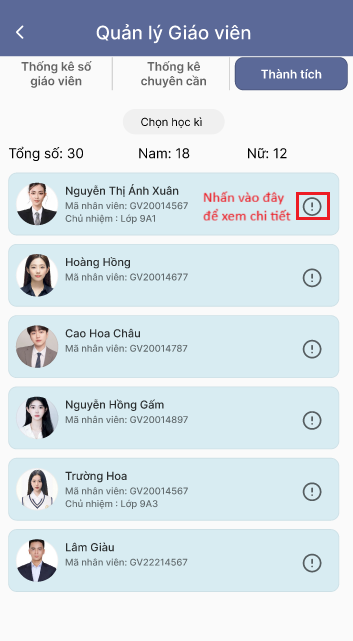 Quản lý Giáo viên
Thống kê số
giáo viên
Thống kê
chuyên cần
Thành tích
Chọn học kì
Tổng số: 30
Nam: 18
Nữ: 12
Nguyễn Thị Ánh Xuân
Mã nhân viên: GV20014567
Chủ nhiệm : Lớp 9A1
Nhấn vào đây
để xem chi tiết
Hoàng Hồng
Mã nhân viên: GV20014677
Cao Hoa Châu
Mã nhân viên: GV20014787
Nguyễn Hồng Gấm
Mã nhân viên: GV20014897
Trường Hoa
Mã nhân viên: GV20014567
Chủ nhiệm : Lớp 9A3
Lâm Giàu
Mã nhân viên: GV22214567